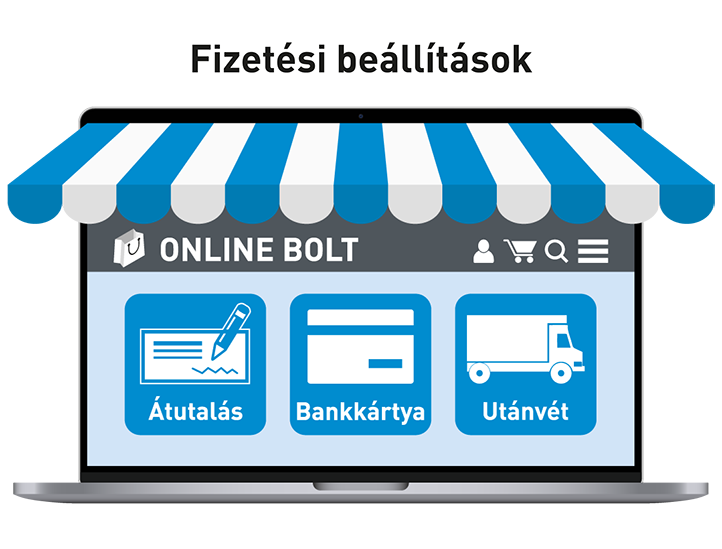 Fizetési beállítások
ONLINE BOLT
Átutalás
Bankkártya
Utánvét